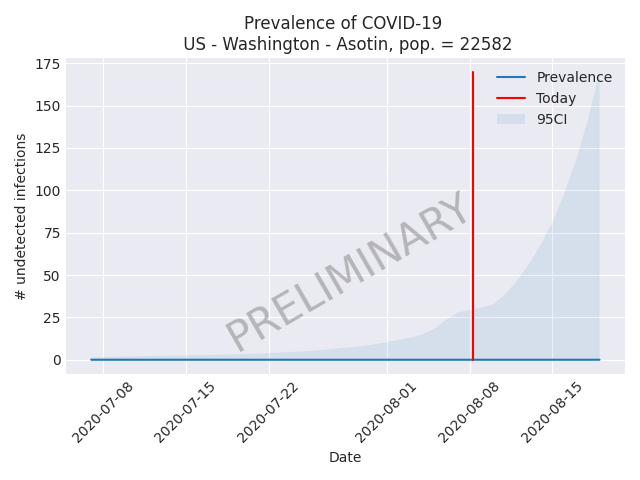 Prevalence of COVID-19
US - Washington - Asotin, pop. = 22582
175
150
125
100
75
50
25
0
# undetected infections
Prevalence
Today
95CI
PRELIMINARY
2020-07-08
2020-07-15
2020-07-22
2020-08-01
2020-08-08
2020-08-15
Date